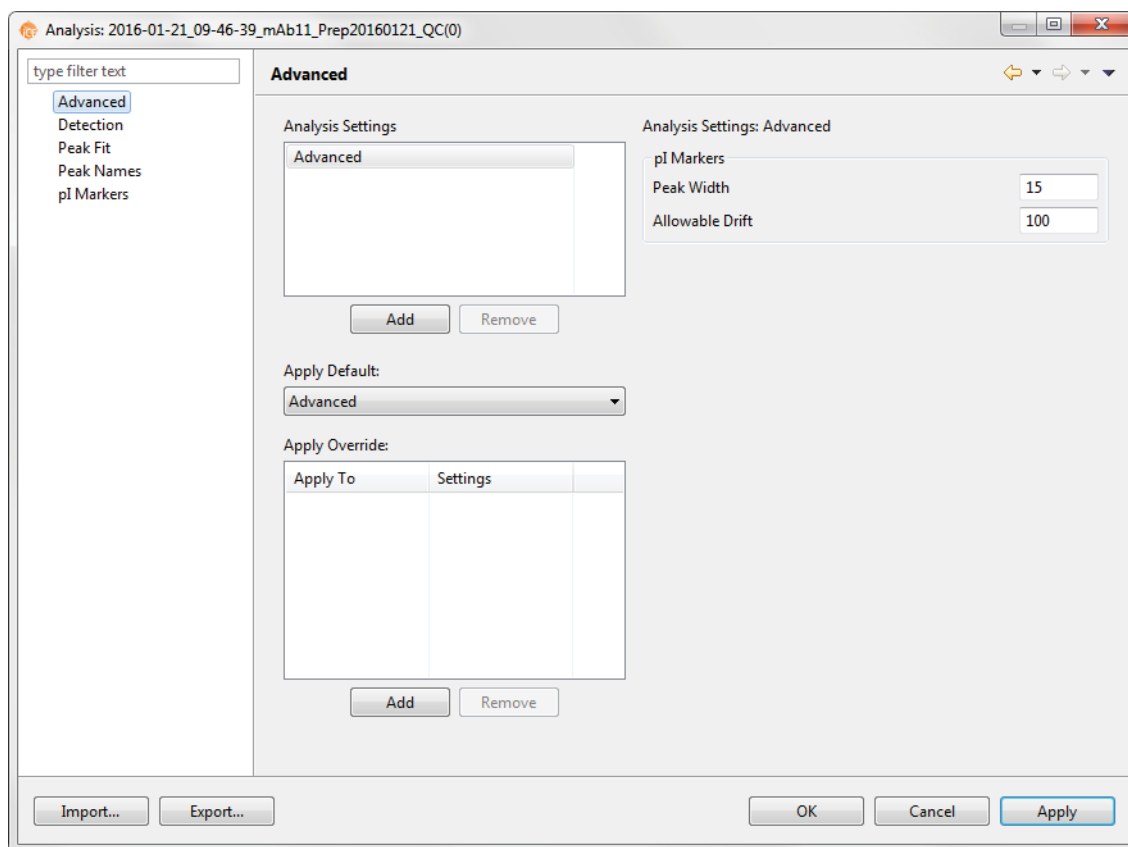 Analysis: 2016-01-21_09-46-39_mAb11_Prep20160121_QC(0)
type filter text
Advanced
Detection
Peak Fit
Peak Names
pI Markers
Advanced
Analysis Settings
Advanced
Add
Remove
Apply Default:
Advanced
Apply Override:
Apply To
Settings
Add
Remove
Analysis Settings: Advanced
pI Markers
Peak Width 15
Allowable Drift 100
Import...
Export...
OK
Cancel
Apply